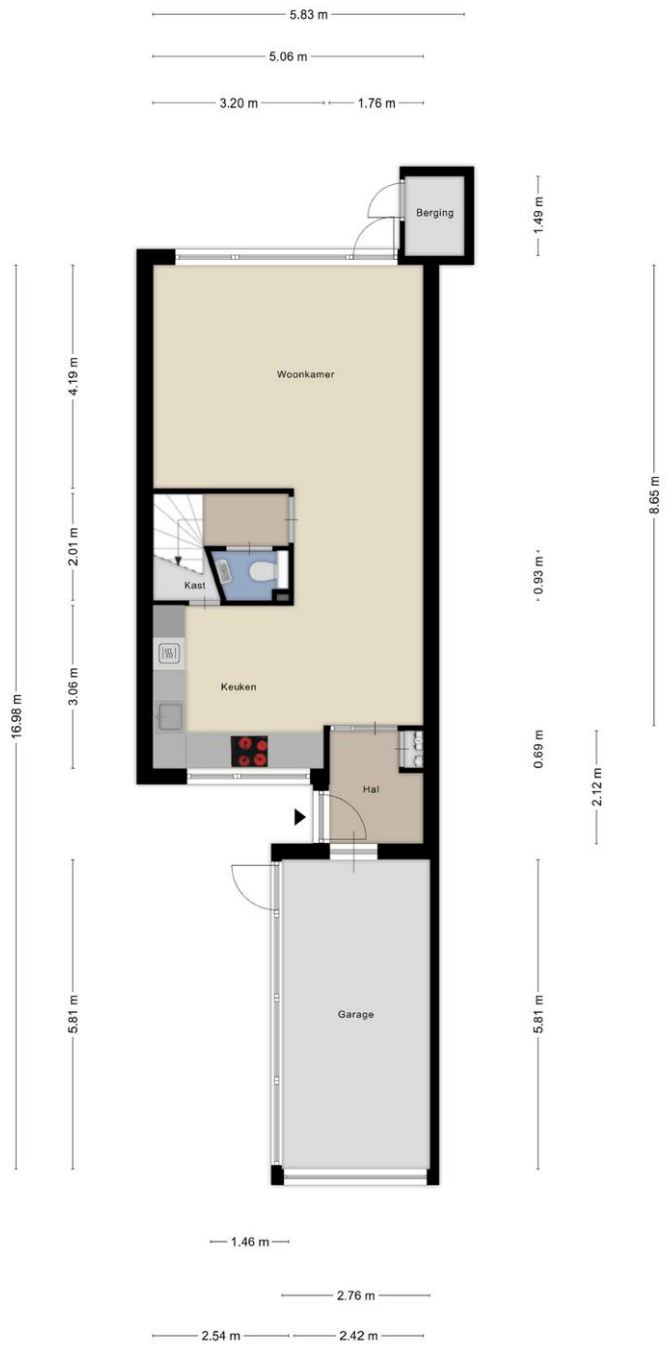 5.83 m
5.06 m
3.20 m
1.76 m
Berging
1.49 m
4.19 m
Woonkamer
8.65 m
2.01 m
Kast
0.93 m
16.98 m
3.06 m
Keuken
0.69 m
2.12 m
Hal
5.81 m
Garage
5.81 m
1.46 m
2.76 m
2.54 m
2.42 m